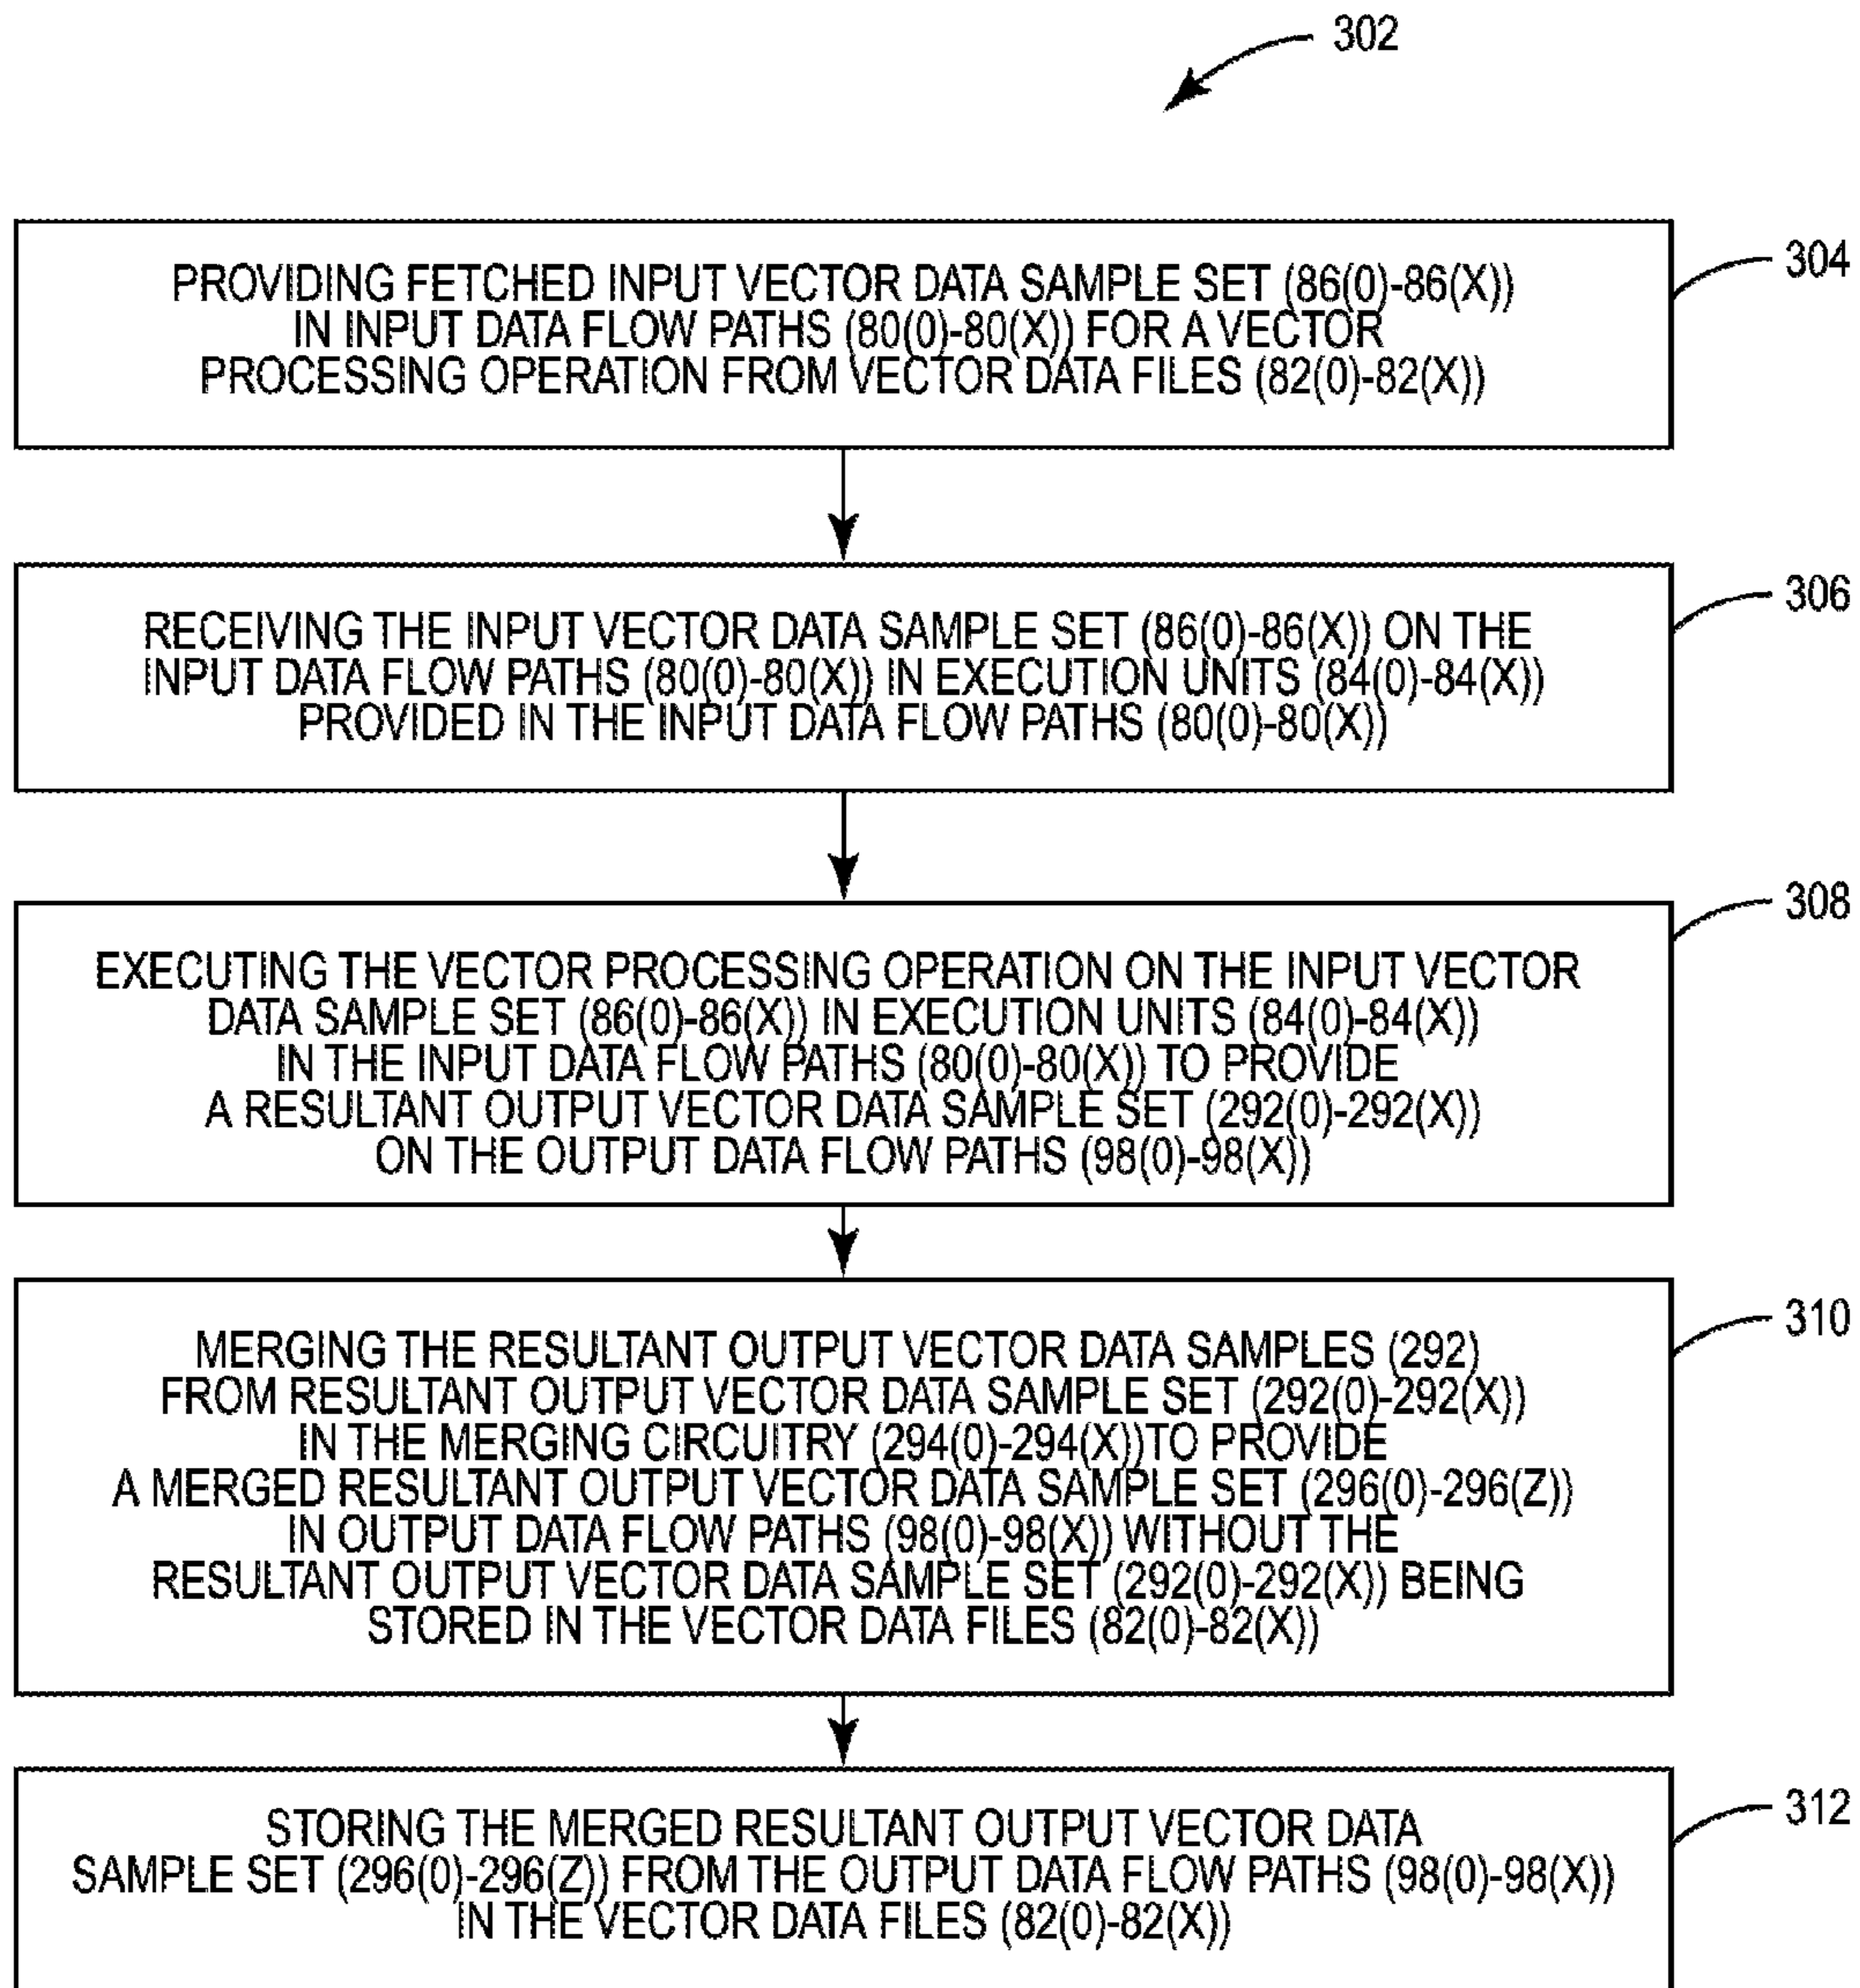 302
PROVIDING FETCHED INPUT VECTOR DATA SAMPLE SET (86(0)-86(X))
IN INPUT DATA FLOW PATHS (80(0)-80(X)) FOR A VECTOR
PROCESSING OPERATION FROM VECTOR DATA FILES (82(0)-82(X))
304
RECEIVING THE INPUT VECTOR DATA SAMPLE SET (86(0)-86(X)) ON THE
INPUT DATA FLOW PATHS (80(0)-80(X)) IN EXECUTION UNITS (84(0)-84(X))
PROVIDED IN THE INPUT DATA FLOW PATHS (80(0)-80(X))
306
EXECUTING THE VECTOR PROCESSING OPERATION ON THE INPUT VECTOR
DATA SAMPLE SET (86(0)-86(X)) IN EXECUTION UNITS (84(0)-84(X))
IN THE INPUT DATA FLOW PATHS (80(0)-80(X)) TO PROVIDE
A RESULTANT OUTPUT VECTOR DATA SAMPLE SET (292(0)-292(X))
ON THE OUTPUT DATA FLOW PATHS (98(0)-98(X))
308
MERGING THE RESULTANT OUTPUT VECTOR DATA SAMPLES (292)
FROM RESULTANT OUTPUT VECTOR DATA SAMPLE SET (292(0)-292(X))
IN THE MERGING CIRCUITRY (294(0)-294(X))TO PROVIDE
A MERGED RESULTANT OUTPUT VECTOR DATA SAMPLE SET (296(0)-296(Z))
IN OUTPUT DATA FLOW PATHS (98(0)-98(X)) WITHOUT THE
RESULTANT OUTPUT VECTOR DATA SAMPLE SET (292(0)-292(X)) BEING
STORED IN THE VECTOR DATA FILES (82(0)-82(X))
310
STORING THE MERGED RESULTANT OUTPUT VECTOR DATA
SAMPLE SET (296(0)-296(Z)) FROM THE OUTPUT DATA FLOW PATHS (98(0)-98(X))
IN THE VECTOR DATA FILES (82(0)-82(X))
312